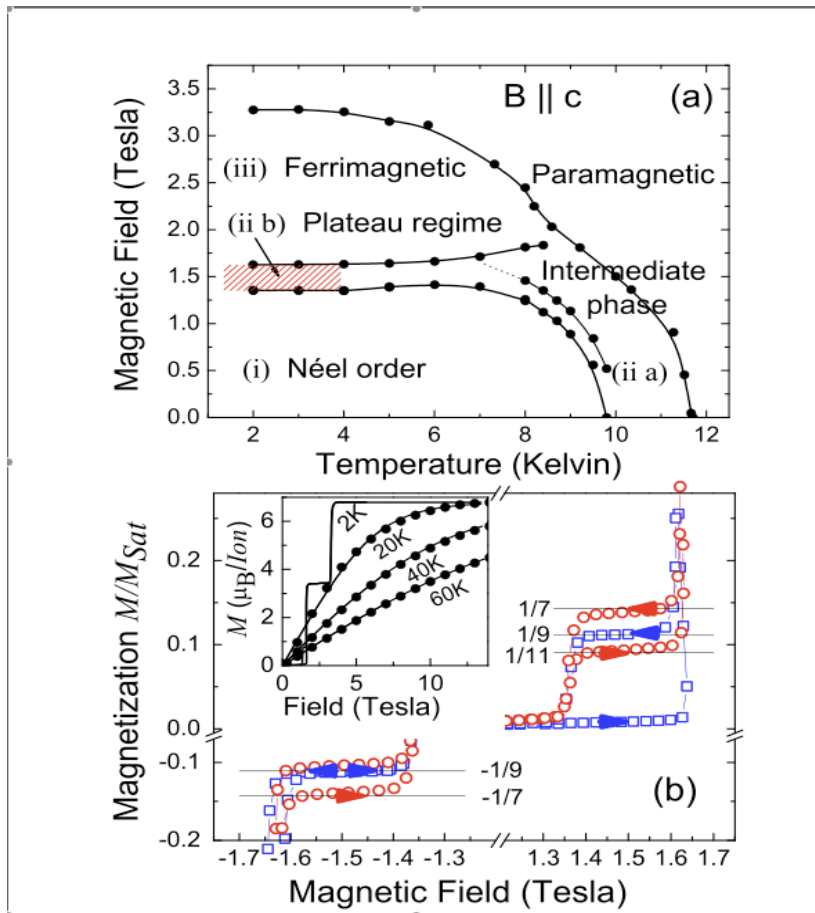 B || c (a)
(iii) Ferrimagnetic
Paramagnetic
(ii b) Plateau regime
Intermediate
phase
(i) Néel order
(ii a)
3.5
3.0
2.5
2.0
1.5
1.0
0.5
0.0
Magnetic Field (Tesla)
2 4 6 8 10 12
Temperature (Kelvin)
Magnetization M/M_Sat
0.2
0.1
0.0
-0.1
-0.2
M (μB/Ion)
6
4
2
0
2K
20K
40K
60K
0 5 10
Field (Tesla)
1/7
1/9
1/11
-1/9
-1/7
(b)
-1.7 -1.6 -1.5 -1.4 -1.3 1.3 1.4 1.5 1.6 1.7
Magnetic Field (Tesla)